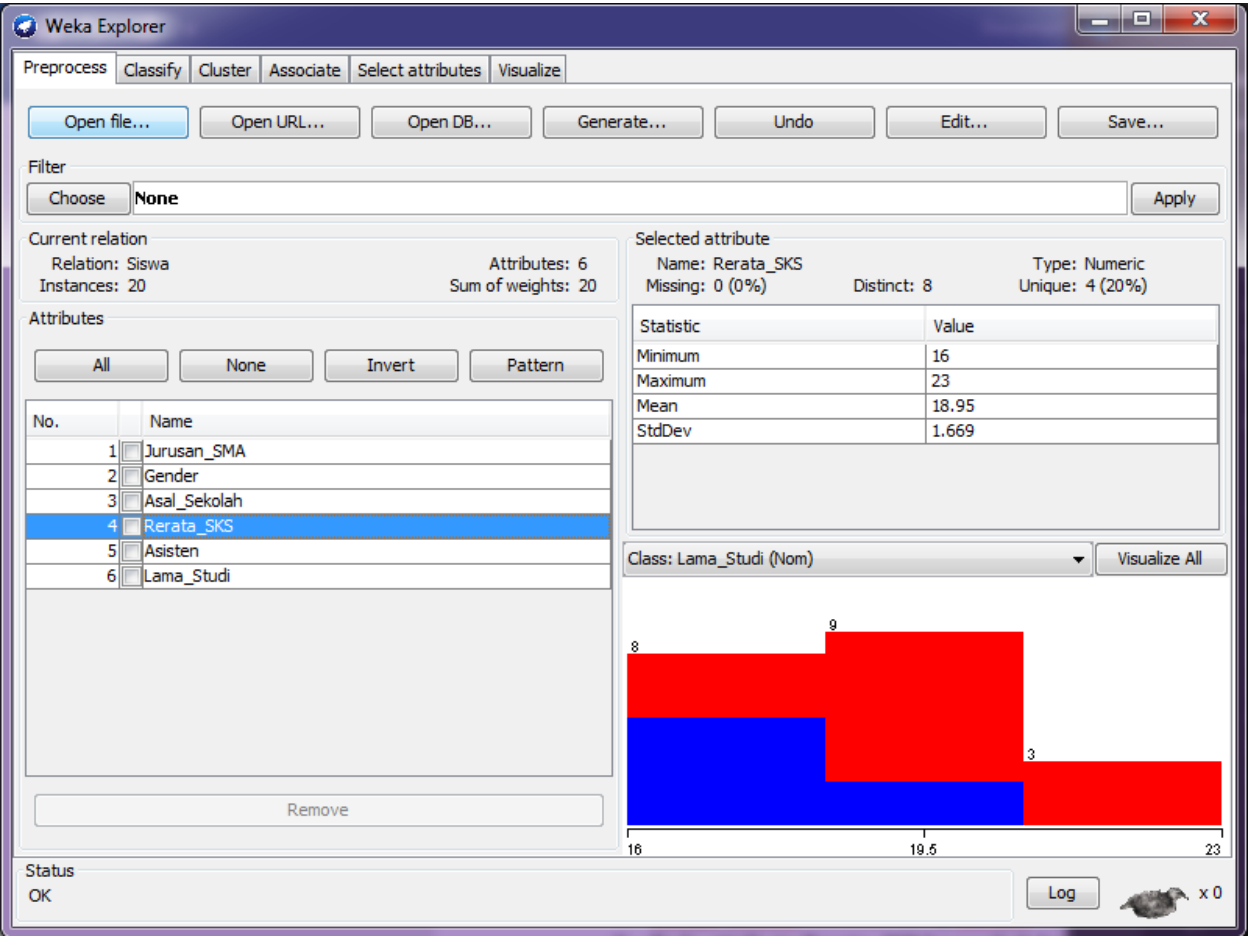 Weka Explorer
Preprocess Classify Cluster Associate Select attributes Visualize
Open file... Open URL... Open DB... Generate... Undo Edit... Save...
Filter
Choose None Apply
Current relation
Relation: Siswa Attributes: 6
Instances: 20 Sum of weights: 20
Attributes
All None Invert Pattern
No. Name
1 Jurusan_SMA
2 Gender
3 Asal_Sekolah
4 Rerata_SKS
5 Asisten
6 Lama_Studi
Remove
Selected attribute
Name: Rerata_SKS Type: Numeric
Missing: 0 (0%) Distinct: 8 Unique: 4 (20%)
Statistic Value
Minimum 16
Maximum 23
Mean 18.95
StdDev 1.669
Class: Lama_Studi (Nom) Visualize All
8 9 3
16 19.5 23
Status
OK Log x 0